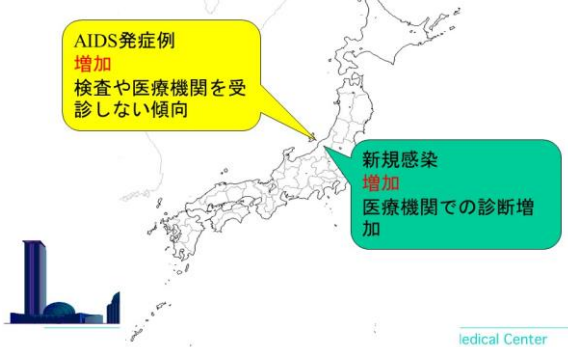 AIDS発症例
増加
検査や医療機関を受
診しない傾向
新規感染
増加
医療機関での診断増
加
edical Center